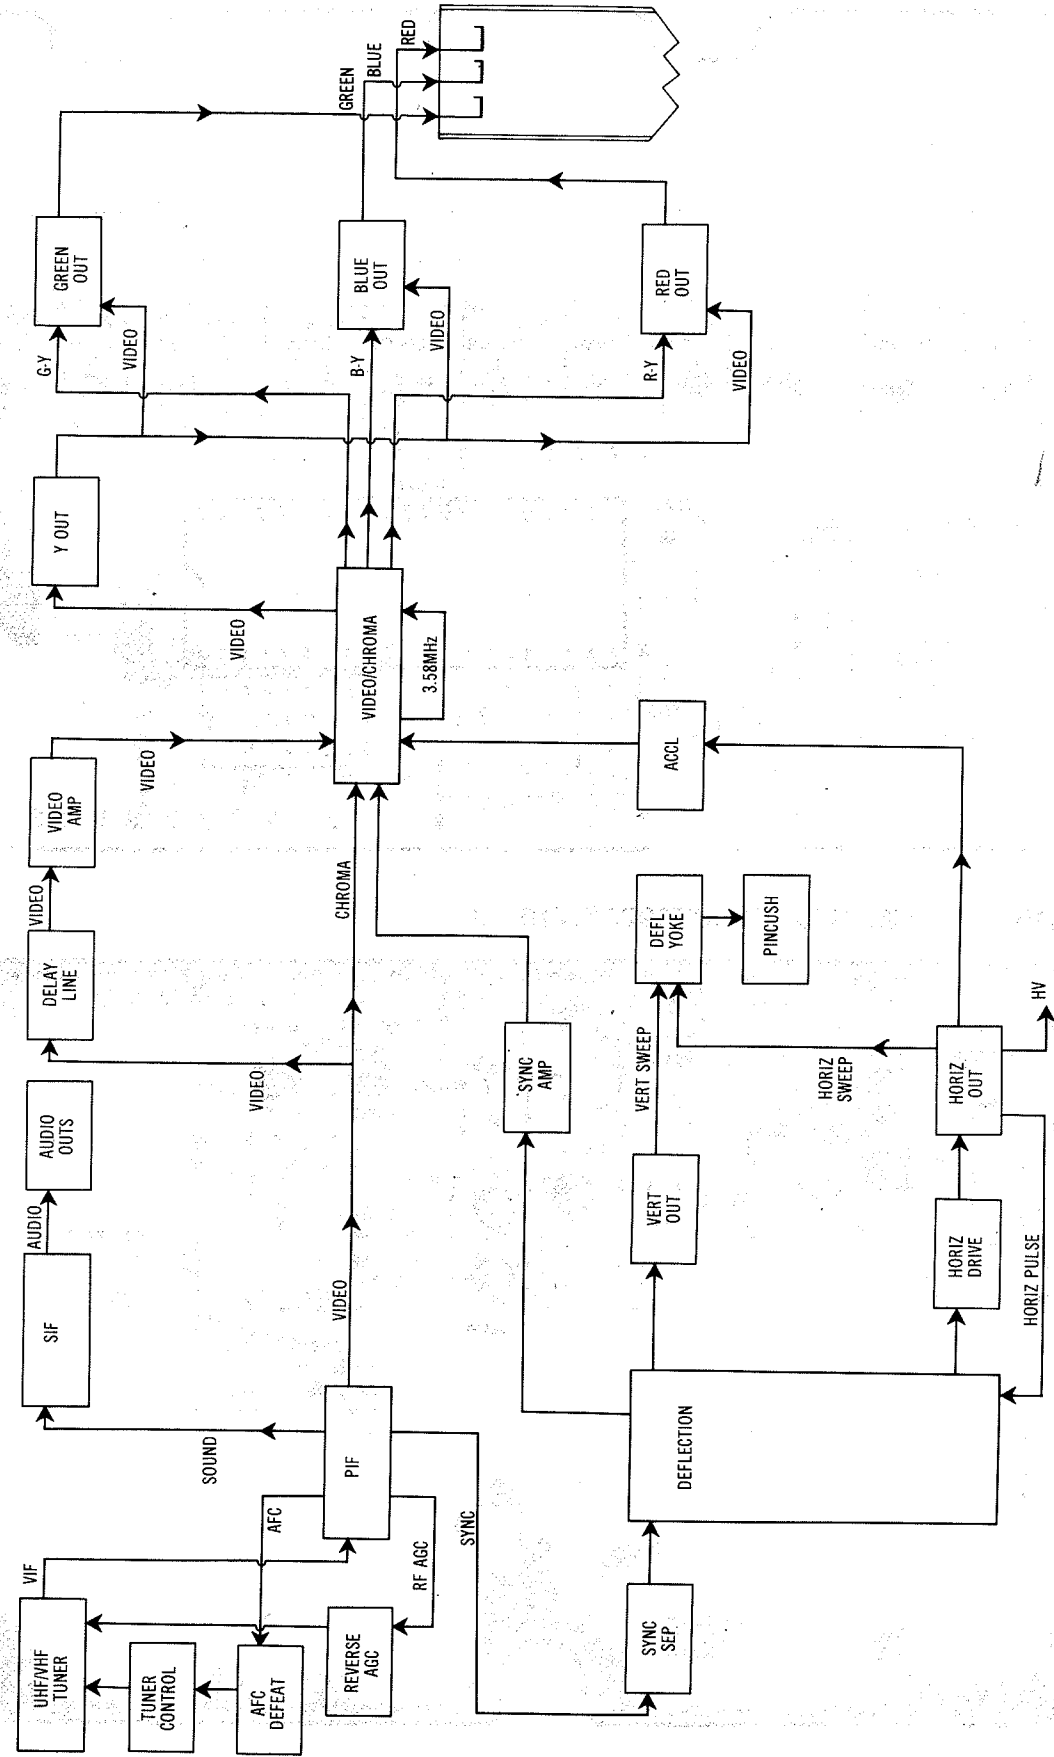 UHF/VHF
TUNER
VIF
TUNER
CONTROL
AFC
DEFEAT
REVERSE
AGC
AFC
RF AGC
PIF
SOUND
SYNC
SIF
AUDIO
AUDIO
OUTS
VIDEO
VIDEO
DELAY
LINE
VIDEO
VIDEO
AMP
VIDEO
CHROMA
VIDEO/CHROMA
3.58MHz
VIDEO
Y OUT
G-Y
VIDEO
GREEN
OUT
B-Y
VIDEO
BLUE
OUT
R-Y
VIDEO
RED
OUT
GREEN
BLUE
RED
SYNC
SEP
DEFLECTION
SYNC
AMP
VERT
OUT
VERT SWEEP
HORIZ
DRIVE
HORIZ PULSE
HORIZ
OUT
HORIZ
SWEEP
HV
DEFL
YOKE
PINCUSH
ACCL